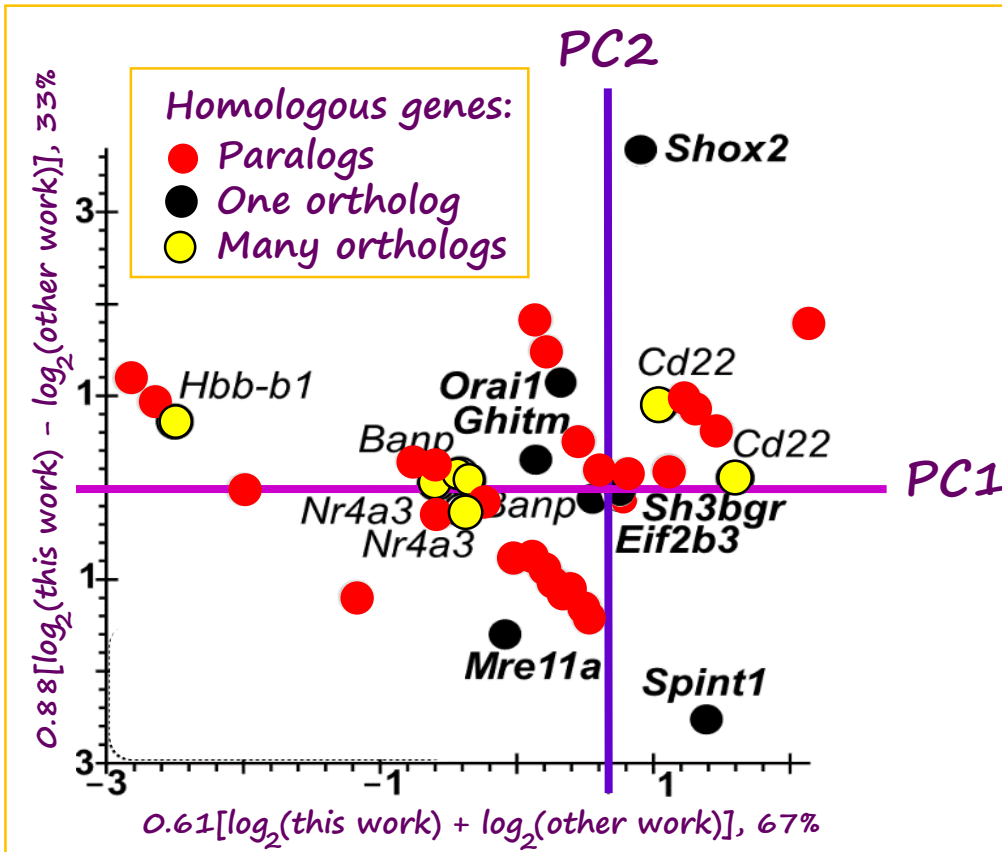 PC2
Homologous genes:
Paralogs
One ortholog
Many orthologs
0.88[log2(this work) – log2(other work)], 33%
Shox2
3
Cd22
Hbb-b1
1
Orai1
Ghitm
Banp
Cd22
PC1
Nr4a3
Banp
Sh3bgr
Nr4a3
Eif2b3
1
Mre11a
Spint1
3
–3
–1
1
0.61[log2(this work) + log2(other work)], 67%